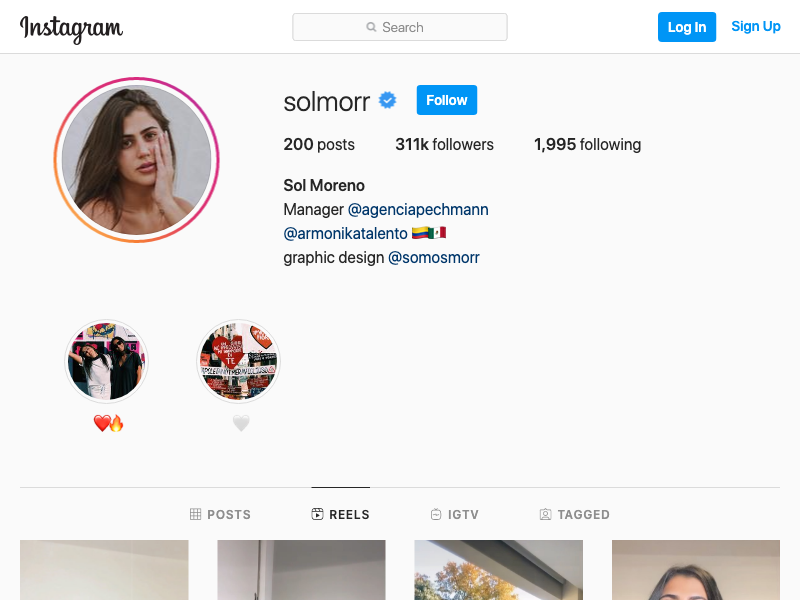 Instagram
Search
Log In
Sign Up
solmorr
Follow
200 posts
311k followers
1,995 following
Sol Moreno
Manager @agenciapechmann
@armonikatalento 🇨🇴🇲🇽
graphic design @somosmorr
TE
❤️🔥
🤍
POSTS
REELS
IGTV
TAGGED